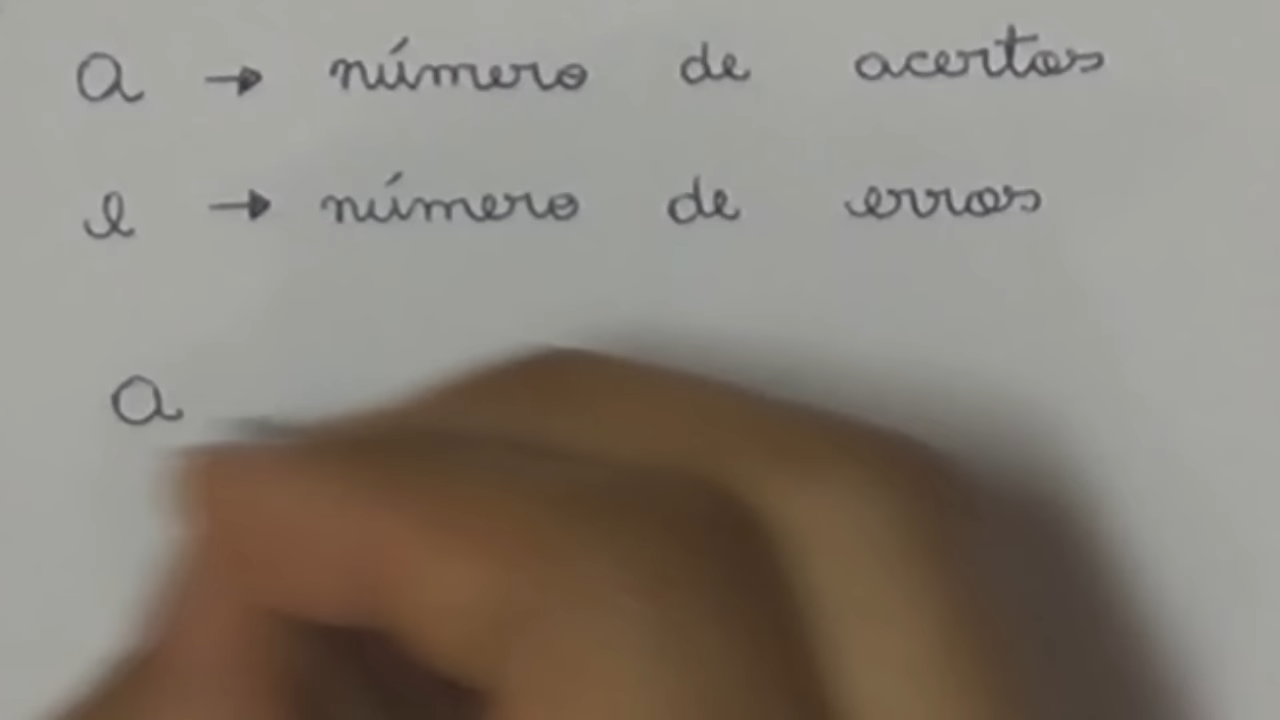 a → número de acertos
e → número de erros
a